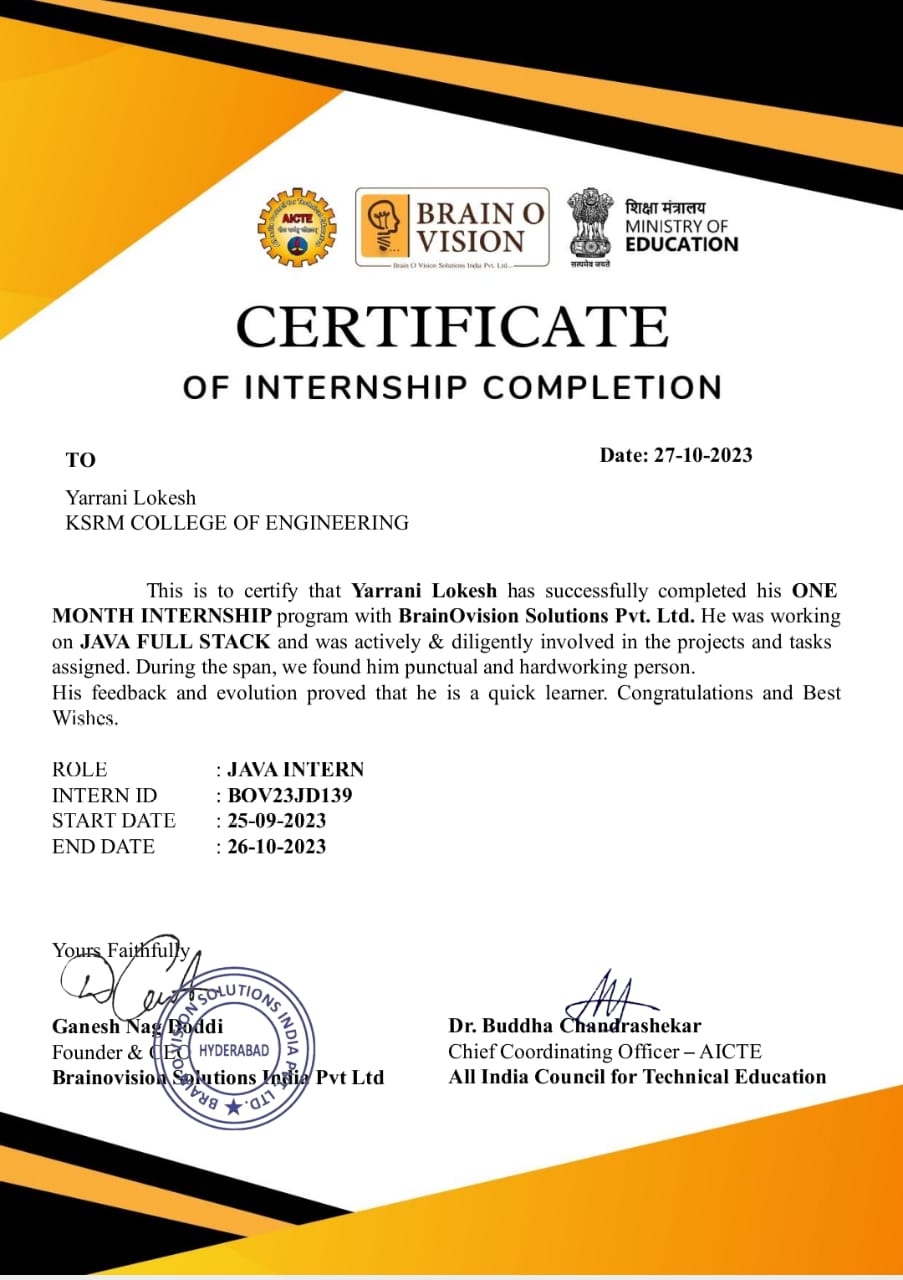 AICTE
BRAIN O
VISION
Brain O Vision Solutions India Pvt. Ltd...
शिक्षा मंत्रालय
MINISTRY OF
EDUCATION
सत्यमेव जयते
CERTIFICATE
OF INTERNSHIP COMPLETION
TO
Date: 27-10-2023
Yarrani Lokesh
KSRM COLLEGE OF ENGINEERING
This is to certify that Yarrani Lokesh has successfully completed his ONE
MONTH INTERNSHIP program with BrainOvision Solutions Pvt. Ltd. He was working
on JAVA FULL STACK and was actively & diligently involved in the projects and tasks
assigned. During the span, we found him punctual and hardworking person.
His feedback and evolution proved that he is a quick learner. Congratulations and Best
Wishes.
ROLE : JAVA INTERN
INTERN ID : BOV23JD139
START DATE : 25-09-2023
END DATE : 26-10-2023
Yours Faithfully
Ganesh Nag Doddi
Founder & CEO
Brainovision Solutions India Pvt Ltd
BRAINOVISION SOLUTIONS INDIA PVT. LTD.
HYDERABAD
Dr. Buddha Chandrashekar
Chief Coordinating Officer – AICTE
All India Council for Technical Education